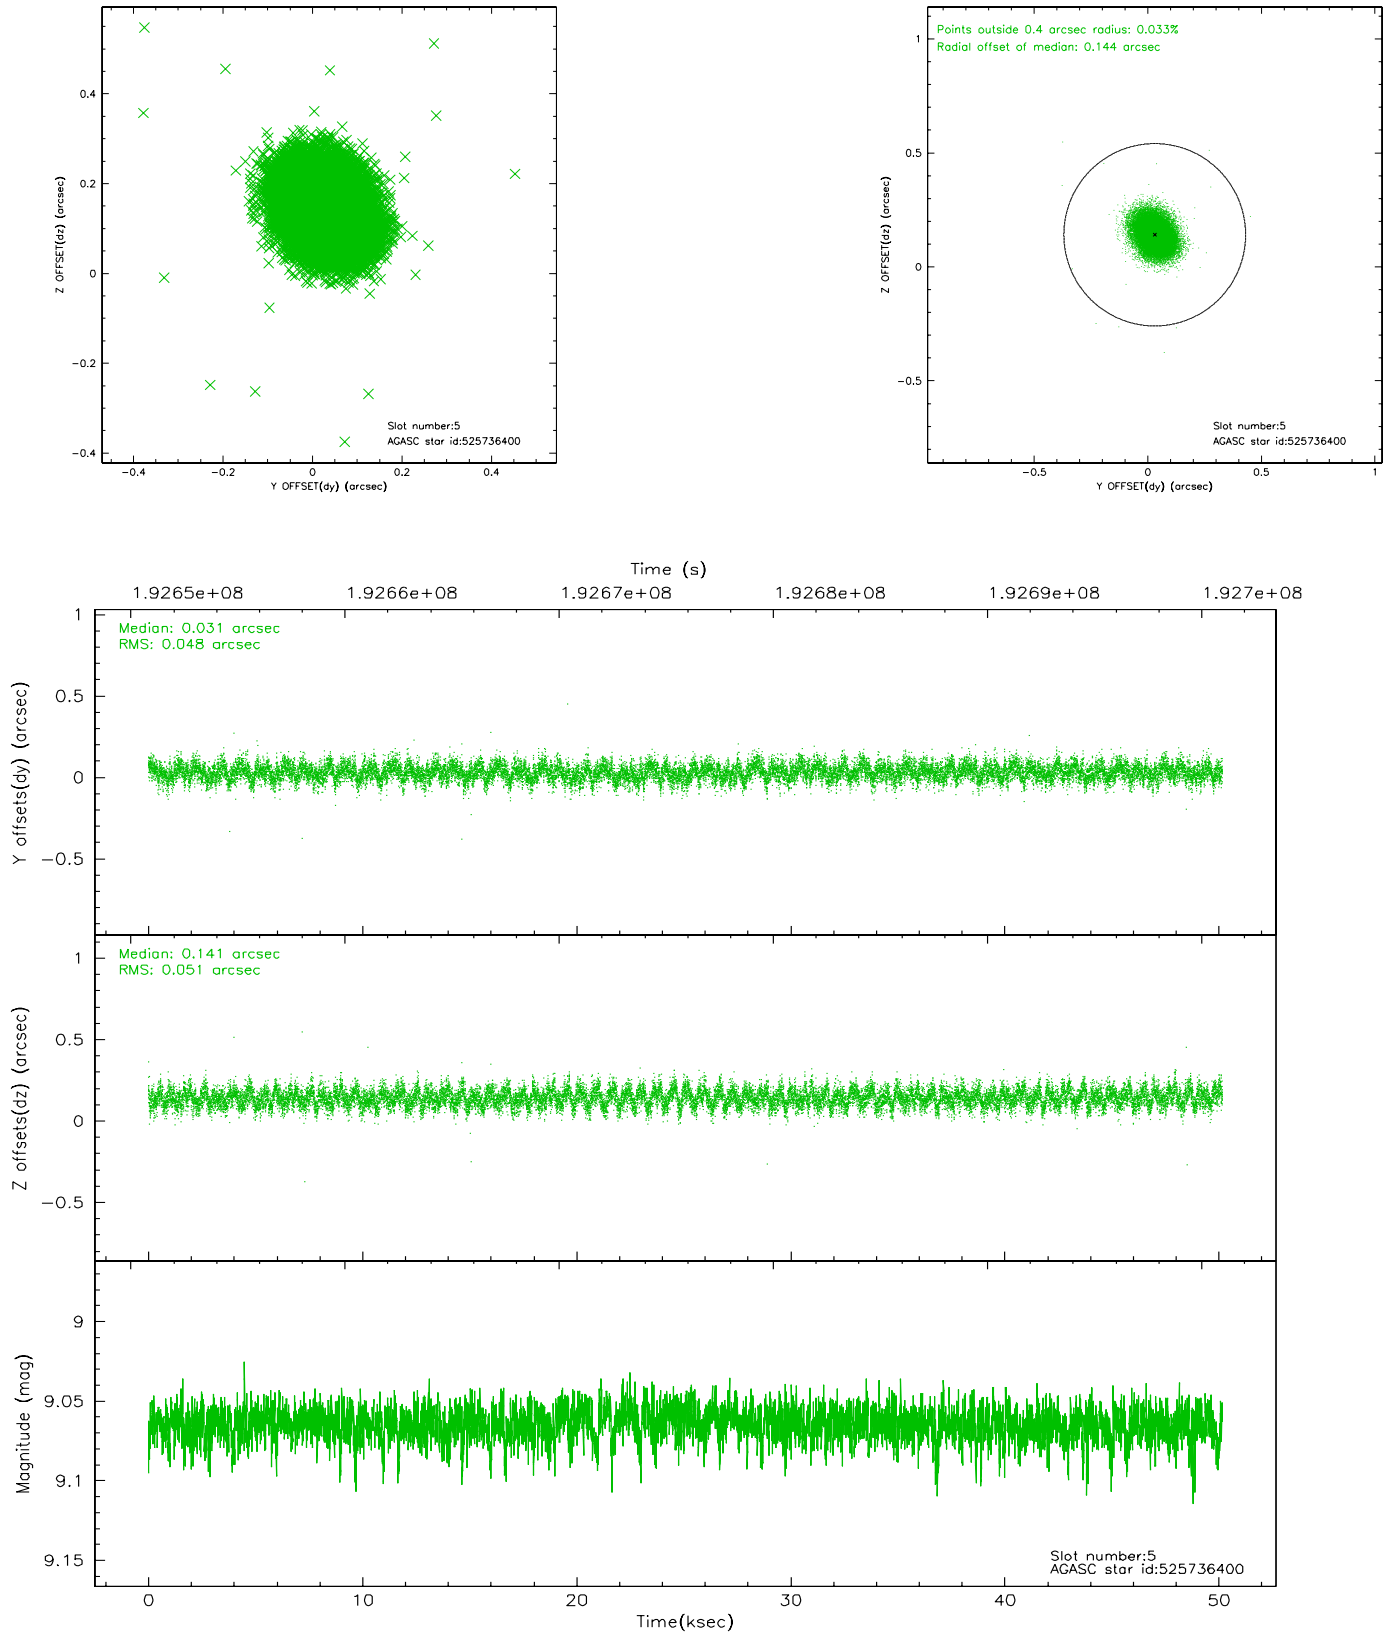 0.4
0.2
0
−0.2
−0.4
Z OFFSET(dz) (arcsec)
Slot number:5
AGASC star id:525736400
−0.4 −0.2 0 0.2 0.4
Y OFFSET(dy) (arcsec)
Points outside 0.4 arcsec radius: 0.033%
Radial offset of median: 0.144 arcsec
1
0.5
0
−0.5
Z OFFSET(dz) (arcsec)
Slot number:5
AGASC star id:525736400
−0.5 0 0.5 1
Y OFFSET(dy) (arcsec)
Time (s)
1.9265e+08 1.9266e+08 1.9267e+08 1.9268e+08 1.9269e+08 1.927e+08
Median: 0.031 arcsec
RMS: 0.048 arcsec
1
0.5
0
−0.5
Y offsets(dy) (arcsec)
Median: 0.141 arcsec
RMS: 0.051 arcsec
1
0.5
0
−0.5
Z offsets(dz) (arcsec)
9
9.05
9.1
9.15
Magnitude (mag)
Slot number:5
AGASC star id:525736400
0 10 20 30 40 50
Time(ksec)